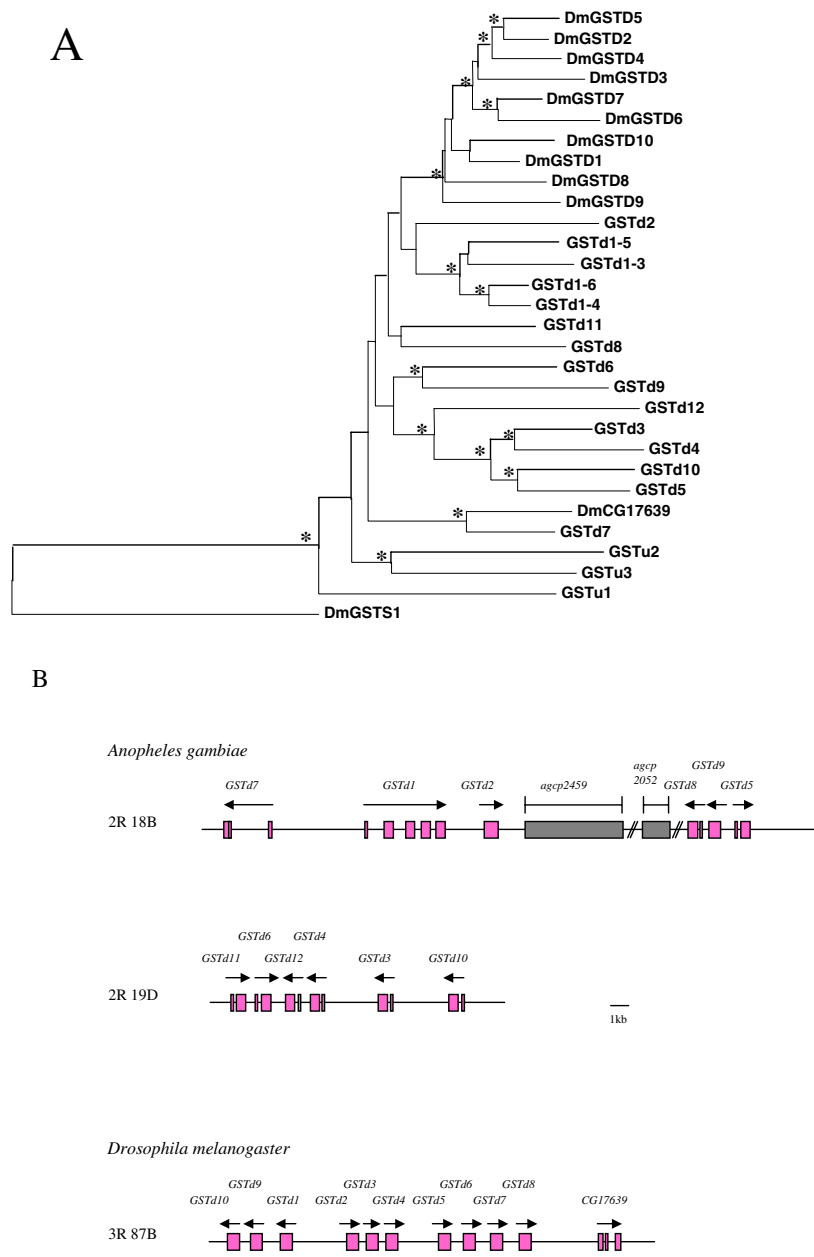 A
DmGSTD5
DmGSTD2
DmGSTD4
DmGSTD3
DmGSTD7
DmGSTD6
DmGSTD10
DmGSTD1
DmGSTD8
DmGSTD9
GSTd2
GSTd1-5
GSTd1-3
GSTd1-6
GSTd1-4
GSTd11
GSTd8
GSTd6
GSTd9
GSTd12
GSTd3
GSTd4
GSTd10
GSTd5
DmCG17639
GSTd7
GSTu2
GSTu3
GSTu1
DmGSTS1
B
Anopheles gambiae
agcp GSTd9
GSTd7 GSTd1 GSTd2 agcp2459 2052 GSTd8 GSTd5
2R 18B
GSTd6 GSTd4
GSTd11 GSTd12 GSTd3 GSTd10
2R 19D
1kb
Drosophila melanogaster
GSTd9 GSTd3 GSTd6 GSTd8
GSTd10 GSTd1 GSTd2 GSTd4 GSTd5 GSTd7 CG17639
3R 87B